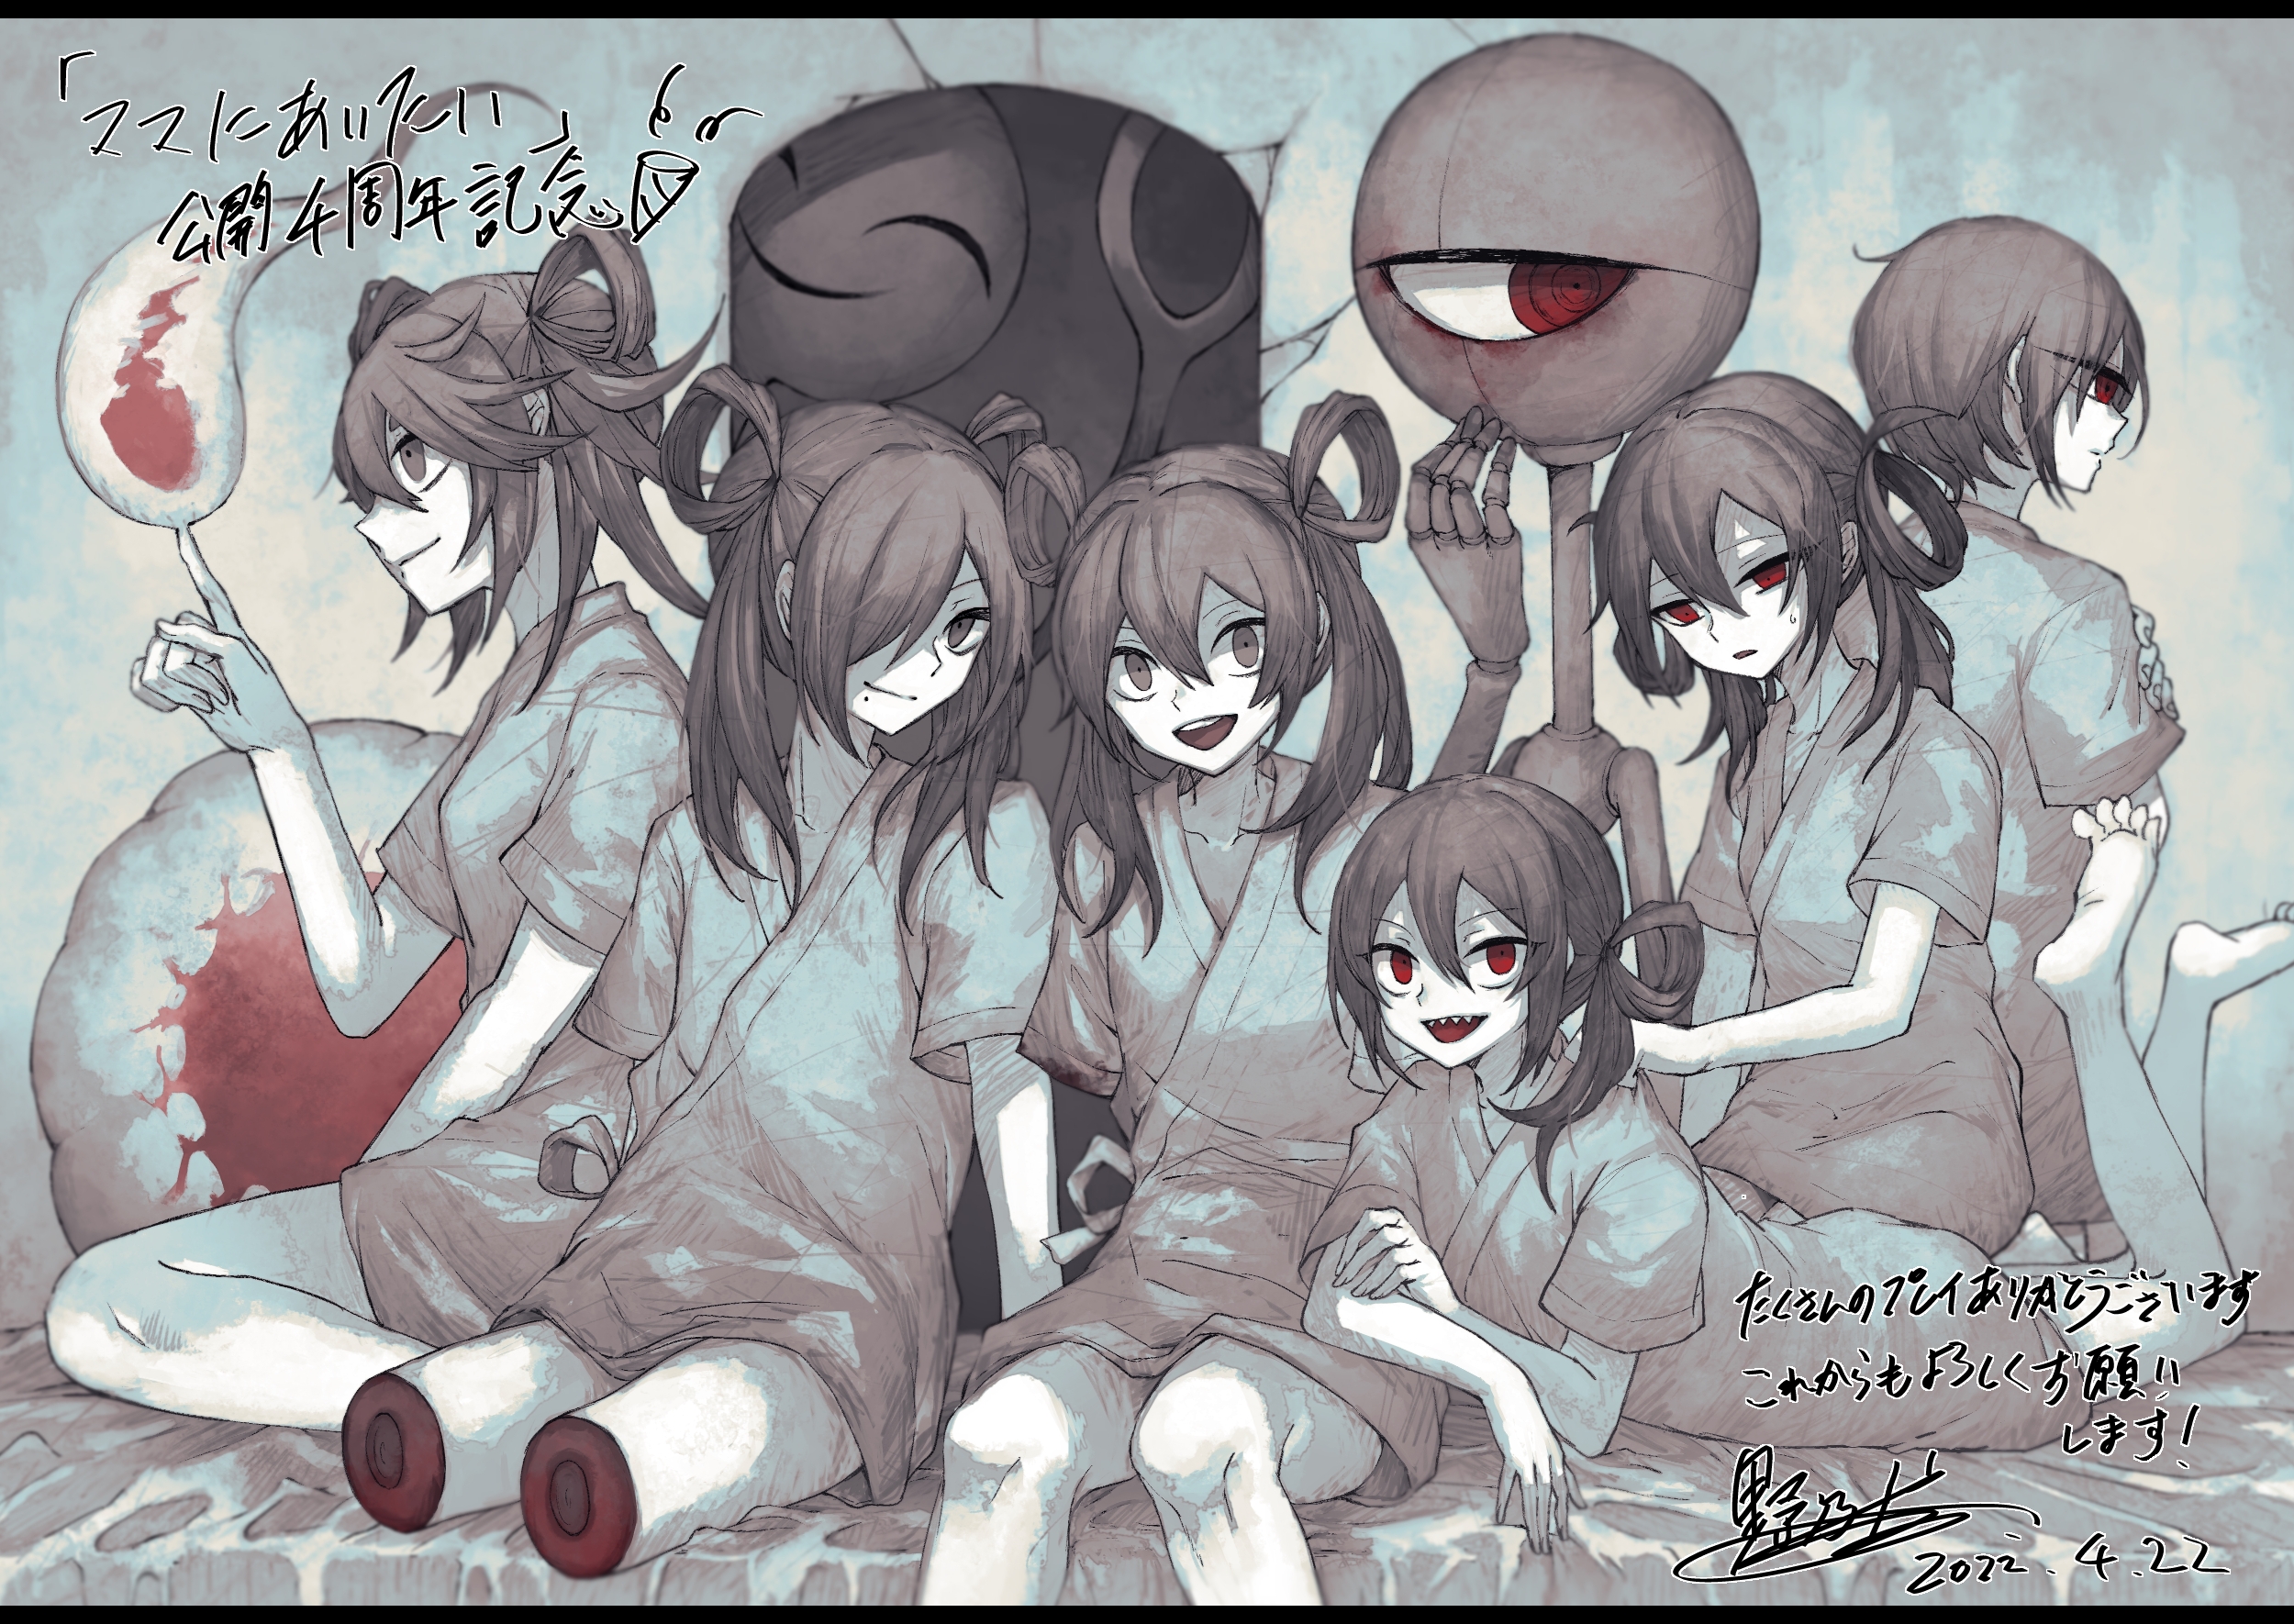 「ママにあいたい」
公開4周年記念
たくさんのプレイありがとうございます
これからもよろしくお願い
します!
2022.4.22